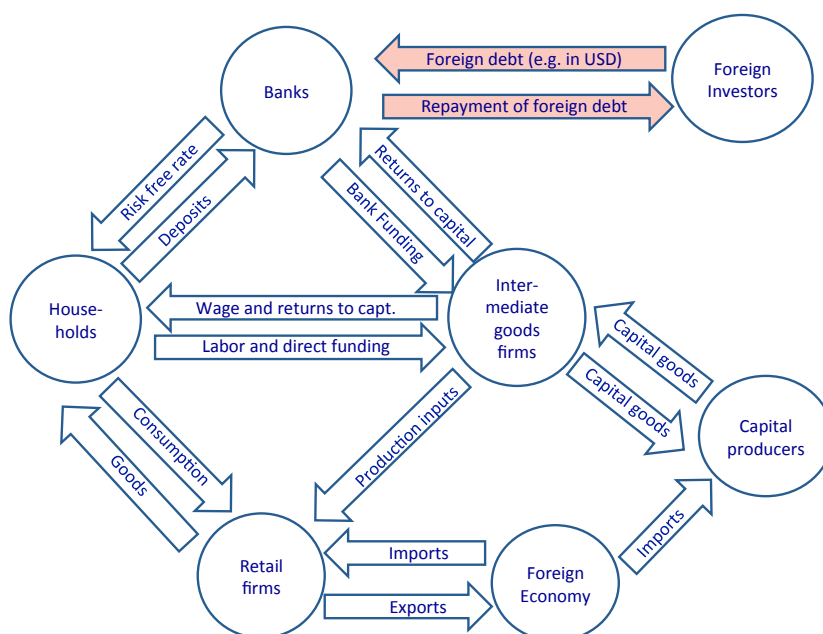 Foreign debt (e.g. in USD)
Foreign
Investors
Banks
Repayment of foreign debt
Risk free rate
Deposits
Returns to capital
Bank Funding
House-
holds
Wage and returns to capt.
Labor and direct funding
Inter-
mediate
goods
firms
Capital goods
Capital goods
Capital
producers
Consumption
Goods
Production inputs
Retail
firms
Imports
Exports
Foreign
Economy
Imports